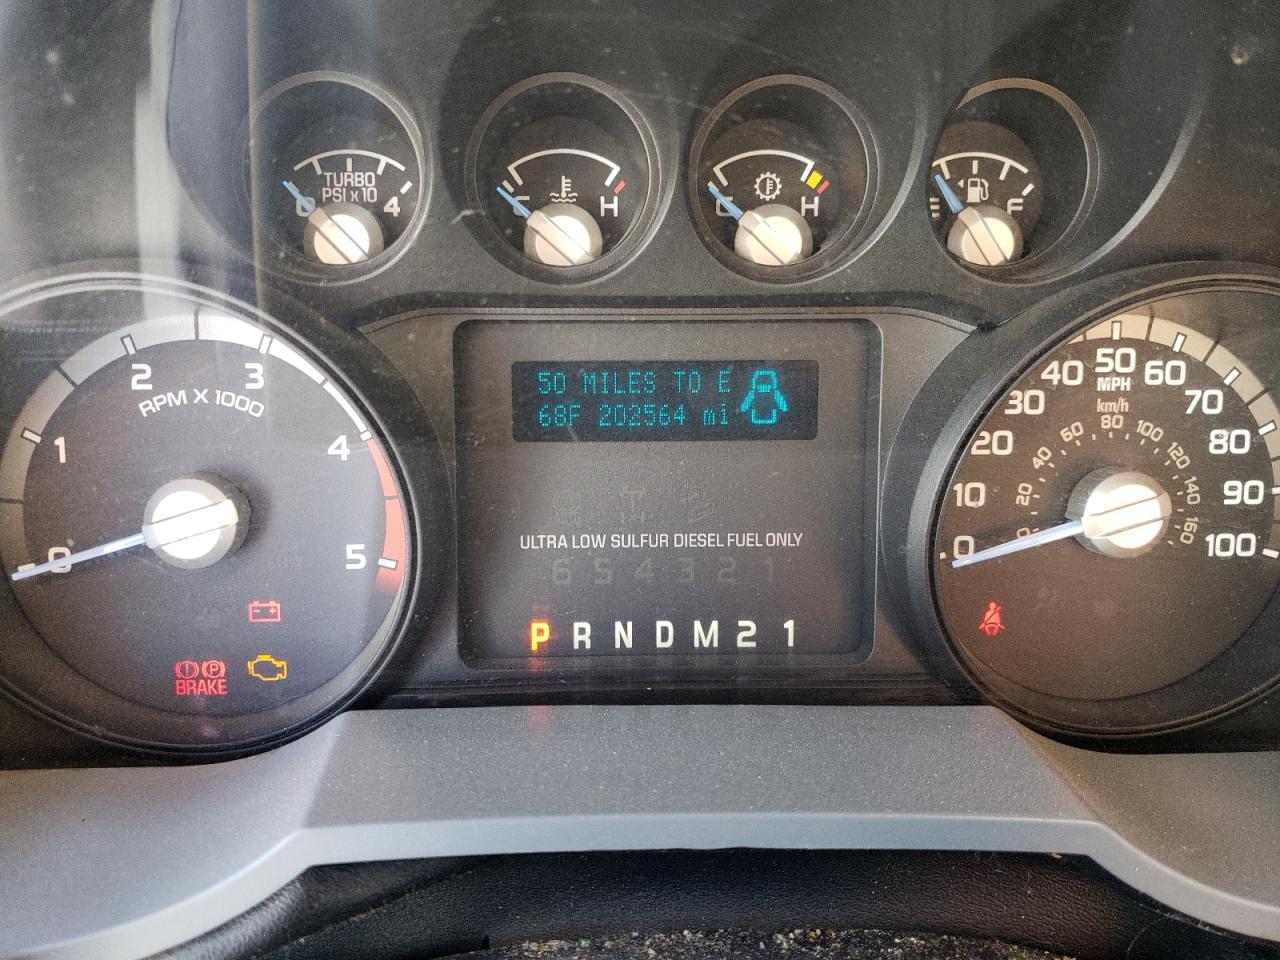 TURBO
PSI x 10
0 4
C H
C H
E F
0 1 2 3 4 5
RPM X 1000
BRAKE
50 MILES TO E
68F 202564 mi
ULTRA LOW SULFUR DIESEL FUEL ONLY
6 5 4 3 2 1
P R N D M 2 1
0 10 20 30 40 50 60 70 80 90 100
MPH
km/h
0 20 40 60 80 100 120 140 160